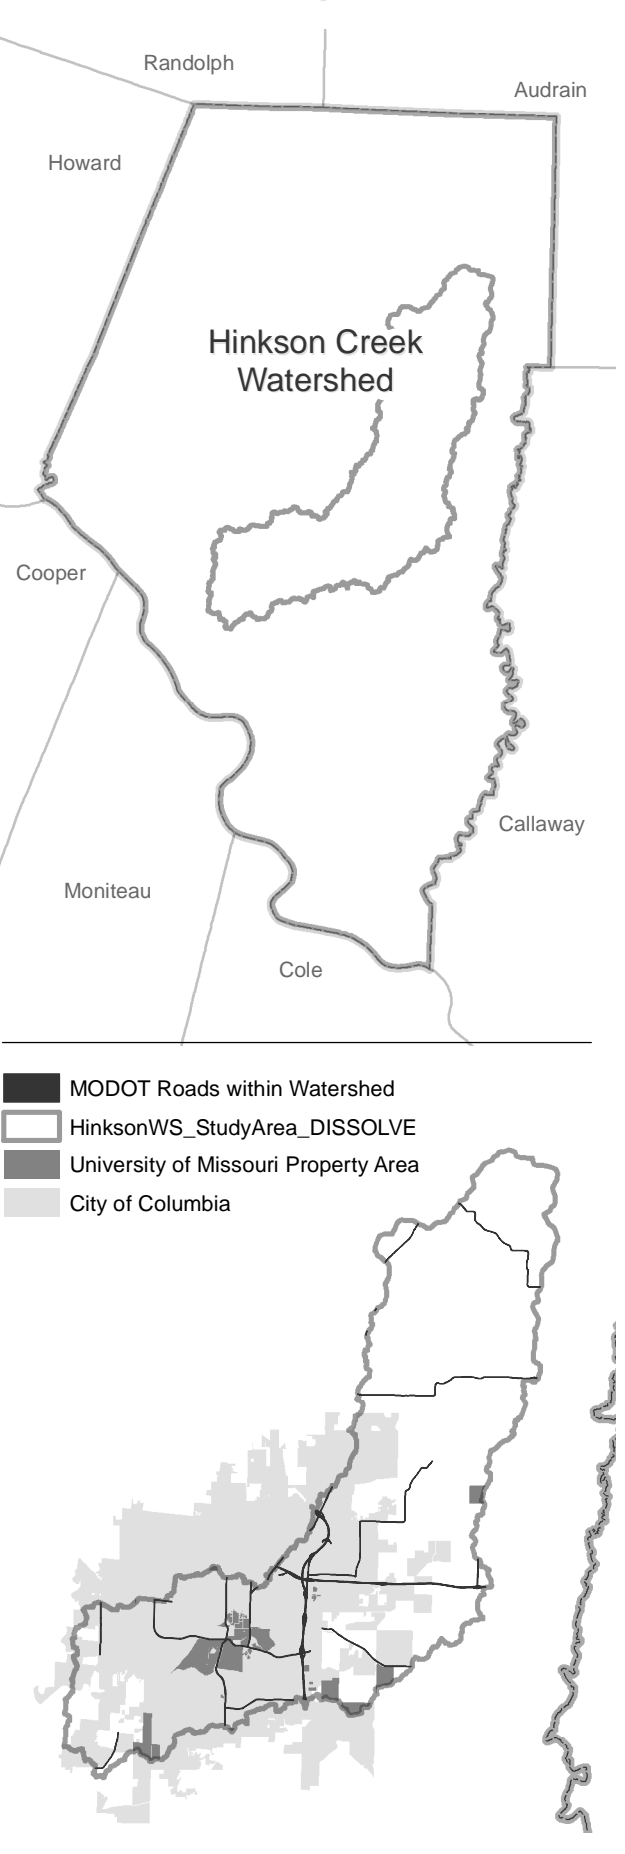 Randolph
Audrain
Howard
Hinkson Creek
Watershed
Cooper
Callaway
Moniteau
Cole
MODOT Roads within Watershed
HinksonWS_StudyArea_DISSOLVE
University of Missouri Property Area
City of Columbia